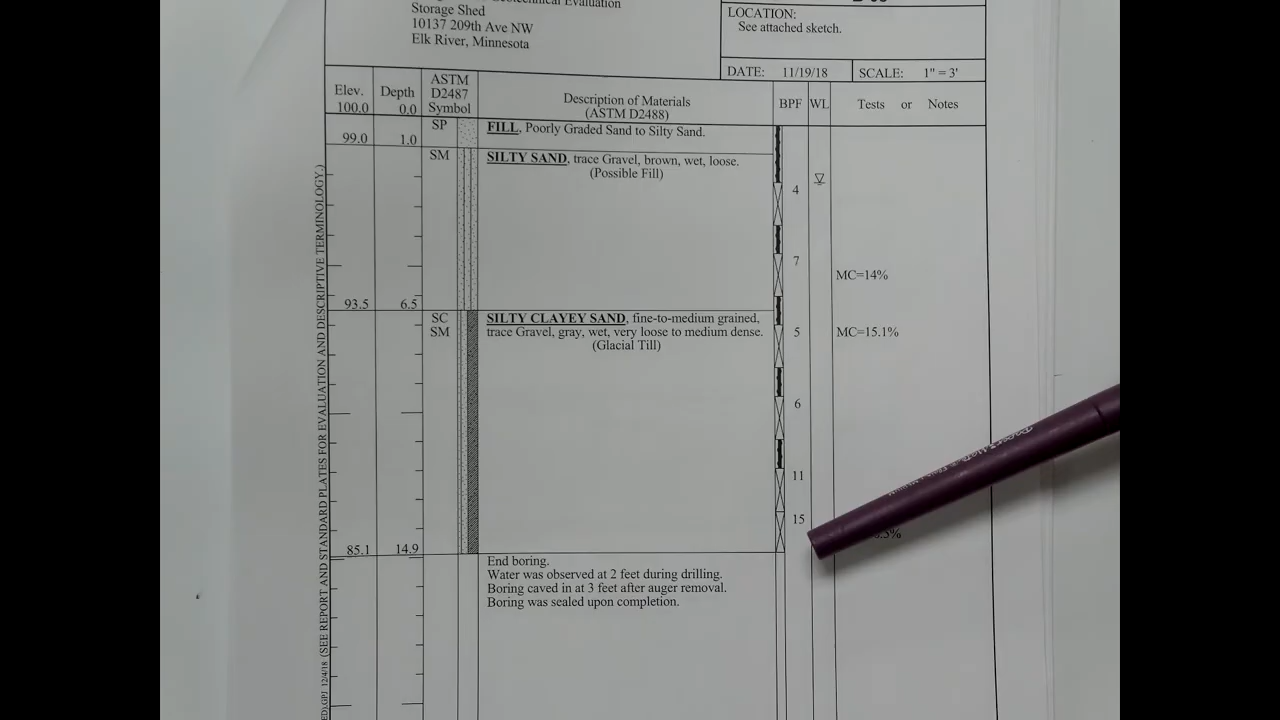 Geotechnical Evaluation
Storage Shed
10137 209th Ave NW
Elk River, Minnesota
LOCATION:
See attached sketch.
DATE: 11/19/18 SCALE: 1" = 3'
Elev. Depth ASTM D2487 Symbol Description of Materials (ASTM D2488) BPF WL Tests or Notes
100.0 0.0
SP FILL, Poorly Graded Sand to Silty Sand.
99.0 1.0
SM SILTY SAND, trace Gravel, brown, wet, loose.
(Possible Fill)
4
7
MC=14%
93.5 6.5
SC SILTY CLAYEY SAND, fine-to-medium grained,
SM trace Gravel, gray, wet, very loose to medium dense. 5 MC=15.1%
(Glacial Till)
6
11
15
85.1 14.9
End boring.
Water was observed at 2 feet during drilling.
Boring caved in at 3 feet after auger removal.
Boring was sealed upon completion.
(SEE REPORT AND STANDARD PLATES FOR EVALUATION AND DESCRIPTIVE TERMINOLOGY.)
.GPJ 12/4/18